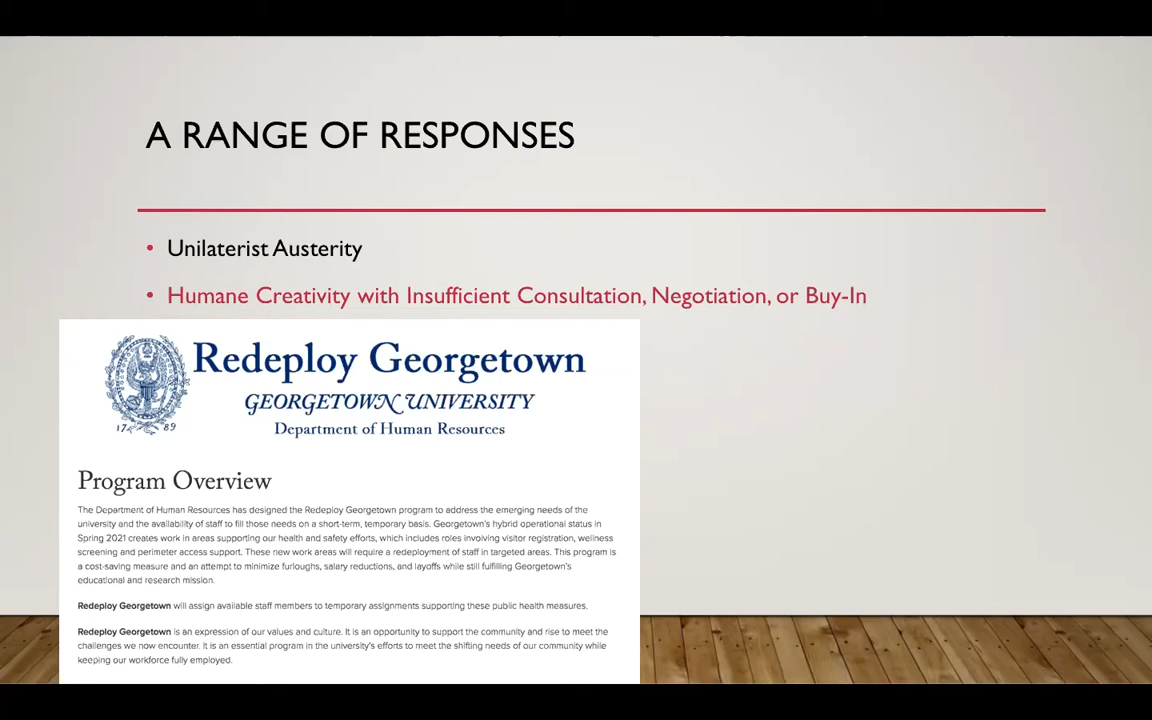 A RANGE OF RESPONSES
• Unilaterist Austerity
• Humane Creativity with Insufficient Consultation, Negotiation, or Buy-In
Redeploy Georgetown
GEORGETOWN UNIVERSITY
17 89
Department of Human Resources
Program Overview
The Department of Human Resources has designed the Redeploy Georgetown program to address the emerging needs of the
university and the availability of staff to fill those needs on a short-term, temporary basis. Georgetown's hybrid operational status in
Spring 2021 creates work in areas supporting our health and safety efforts, which includes roles involving visitor registration, wellness
screening and perimeter access support. These new work areas will require a redeployment of staff in targeted areas. This program is
a cost-saving measure and an attempt to minimize furloughs, salary reductions, and layoffs while still fulfilling Georgetown's
educational and research mission.
Redeploy Georgetown will assign available staff members to temporary assignments supporting these public health measures.
Redeploy Georgetown is an expression of our values and culture. It is an opportunity to support the community and rise to meet the
challenges we now encounter. It is an essential program in the university's efforts to meet the shifting needs of our community while
keeping our workforce fully employed.